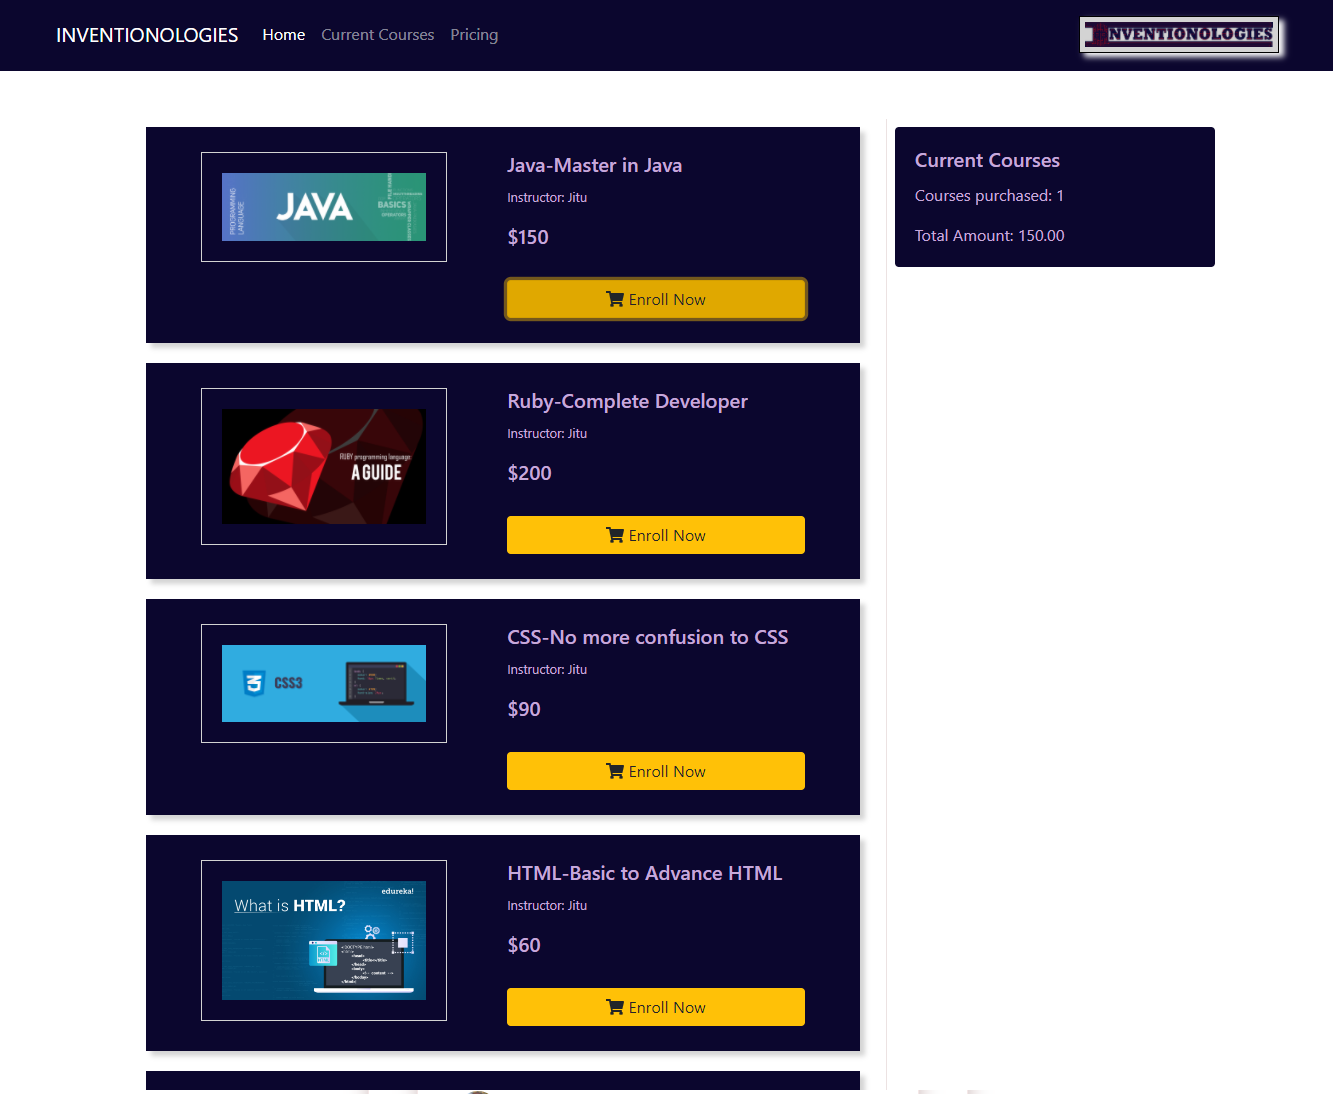 INVENTIONOLOGIES Home Current Courses Pricing
INVENTIONOLOGIES
PROGRAMMING LANGUAGE
JAVA
BASICS
Java-Master in Java
Instructor: Jitu
$150
Enroll Now
Current Courses
Courses purchased: 1
Total Amount: 150.00
RUBY programming language:
A GUIDE
Ruby-Complete Developer
Instructor: Jitu
$200
Enroll Now
CSS3
CSS-No more confusion to CSS
Instructor: Jitu
$90
Enroll Now
edureka!
What is HTML?
HTML-Basic to Advance HTML
Instructor: Jitu
$60
Enroll Now